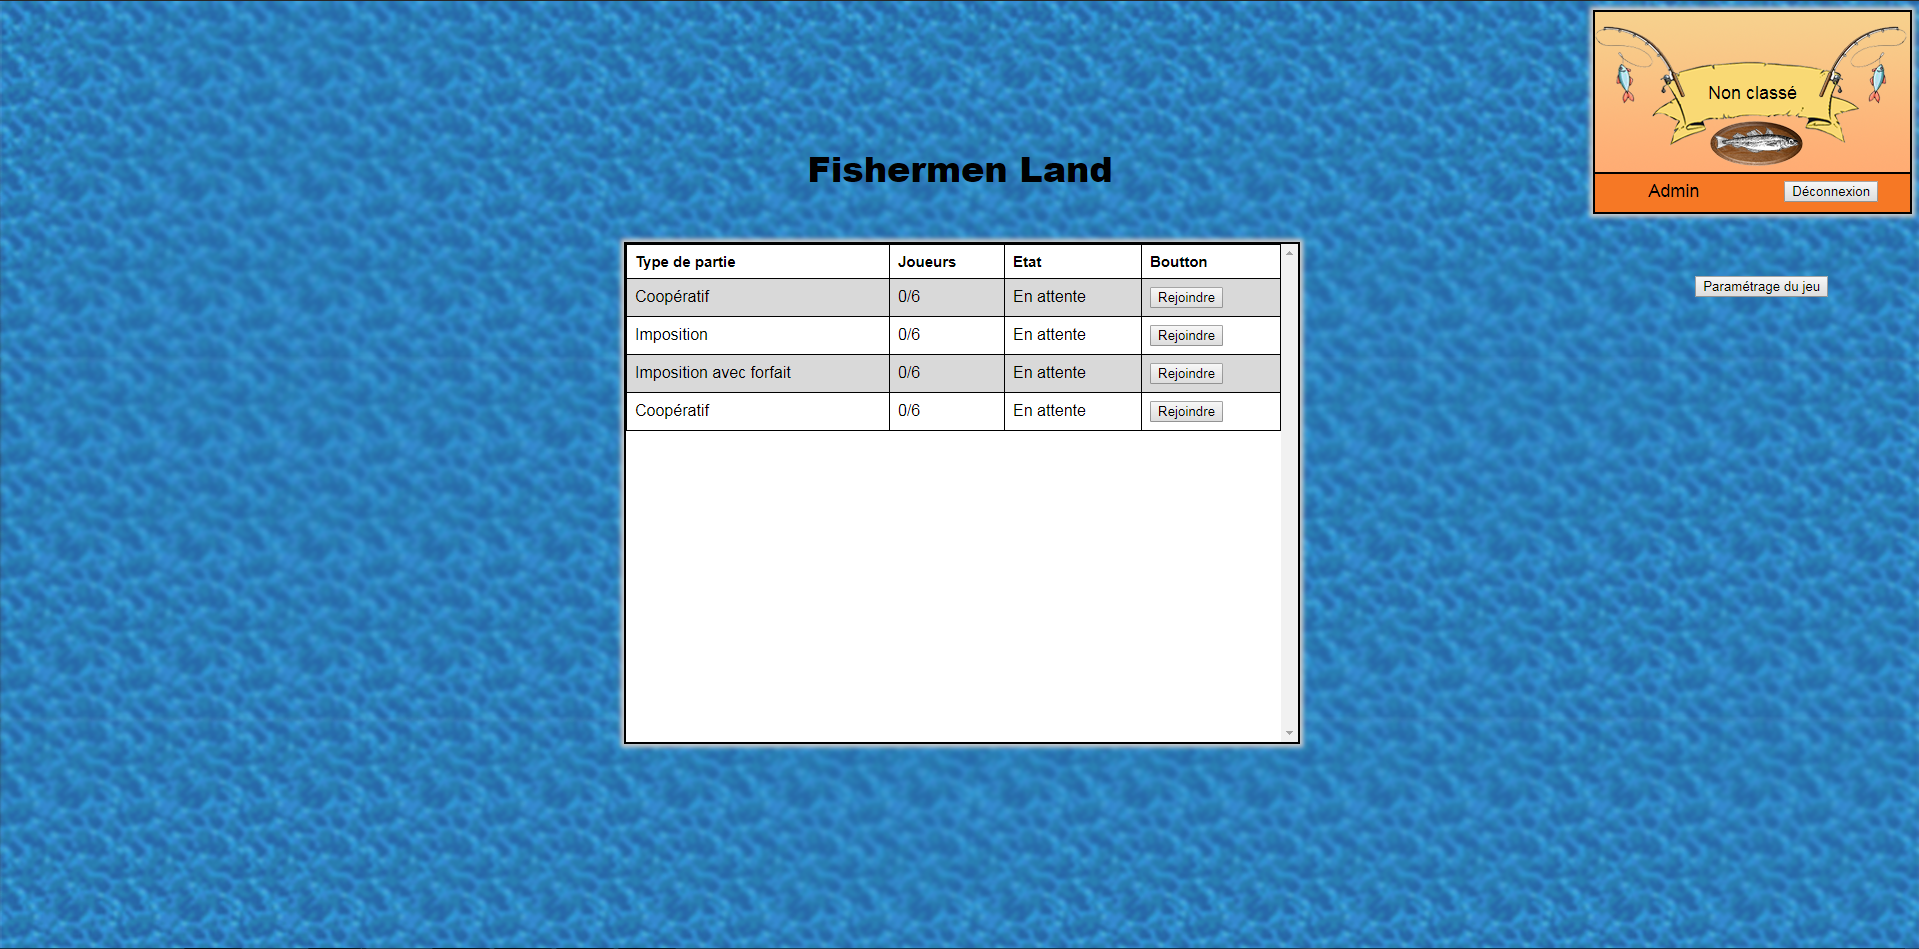 Non classé
Admin Déconnexion
Fishermen Land
Paramétrage du jeu
Type de partie Joueurs Etat Boutton
Coopératif 0/6 En attente Rejoindre
Imposition 0/6 En attente Rejoindre
Imposition avec forfait 0/6 En attente Rejoindre
Coopératif 0/6 En attente Rejoindre